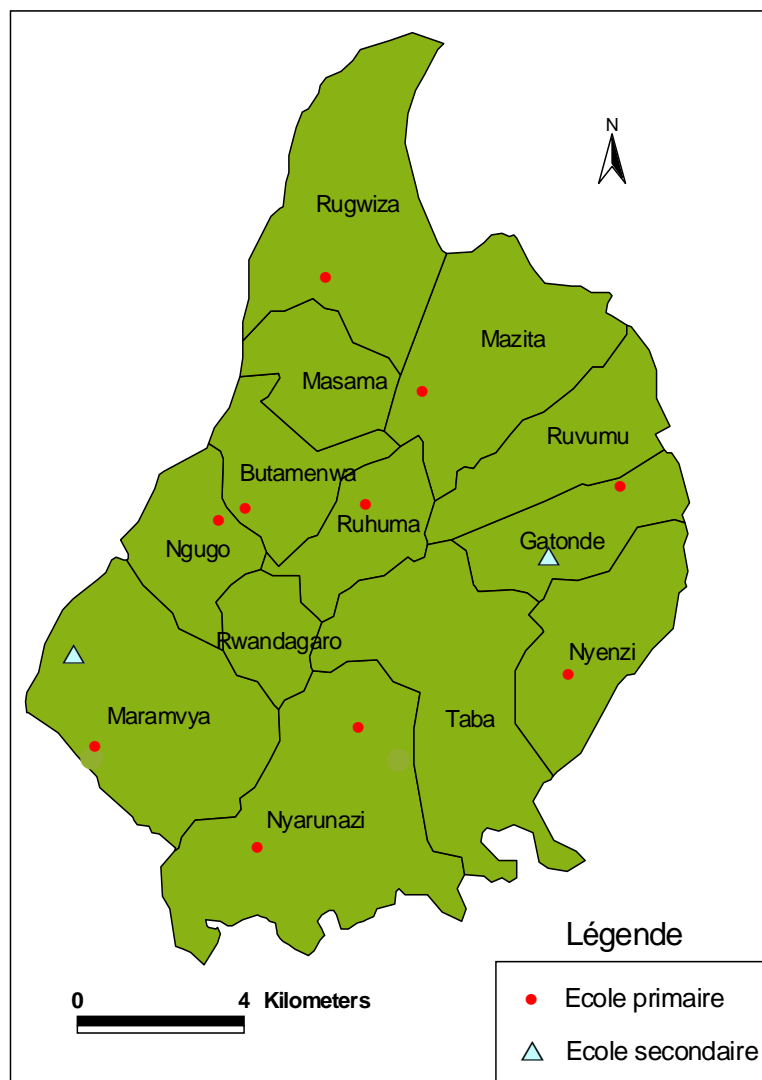 N
Rugwiza
Mazita
Masama
Ruvumu
Butamenwa
Ruhuma
Gatonde
Ngugo
Rwandagaro
Nyenzi
Maramvya
Taba
Nyarunazi
Légende
0 4 Kilometers
Ecole primaire
Ecole secondaire